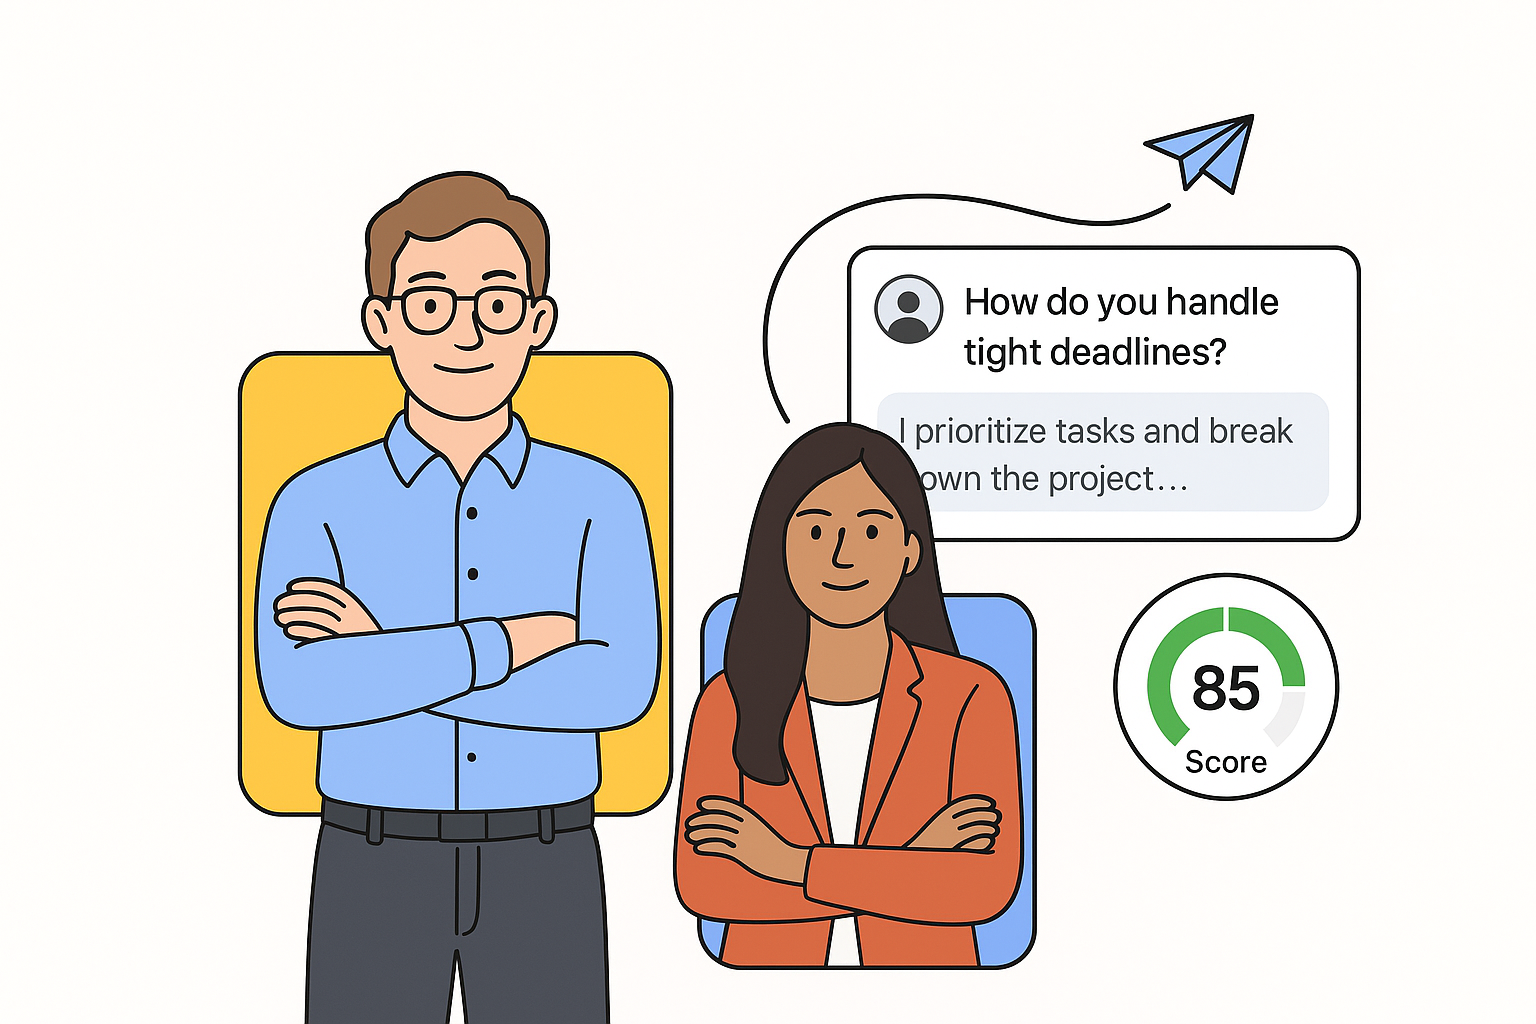 How do you handle
tight deadlines?
I prioritize tasks and break
own the project...
85
Score